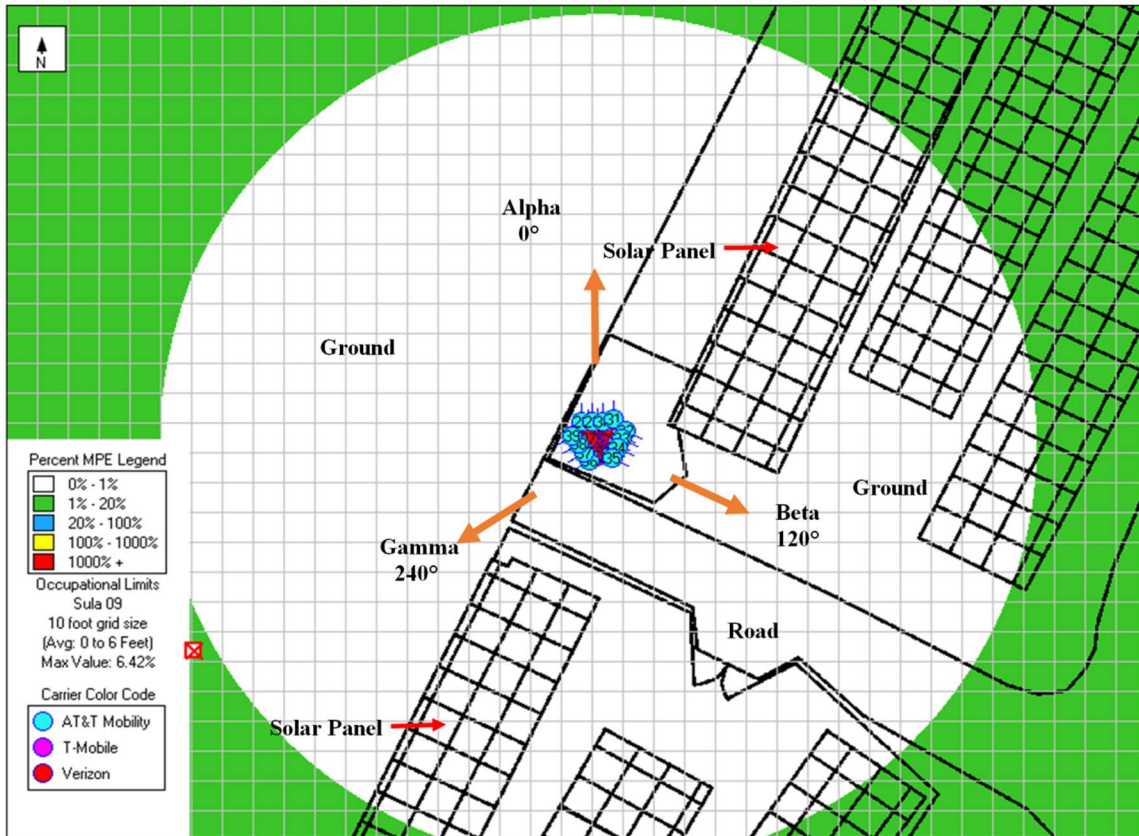 N
Alpha
0°
Solar Panel
Ground
31
35
Ground
Beta
120°
Gamma
240°
Road
Solar Panel
Percent MPE Legend
0% - 1%
1% - 20%
20% - 100%
100% - 1000%
1000% +
Occupational Limits
Sula 09
10 foot grid size
(Avg: 0 to 6 Feet)
Max Value: 6.42%
Carrier Color Code
AT&T Mobility
T-Mobile
Verizon